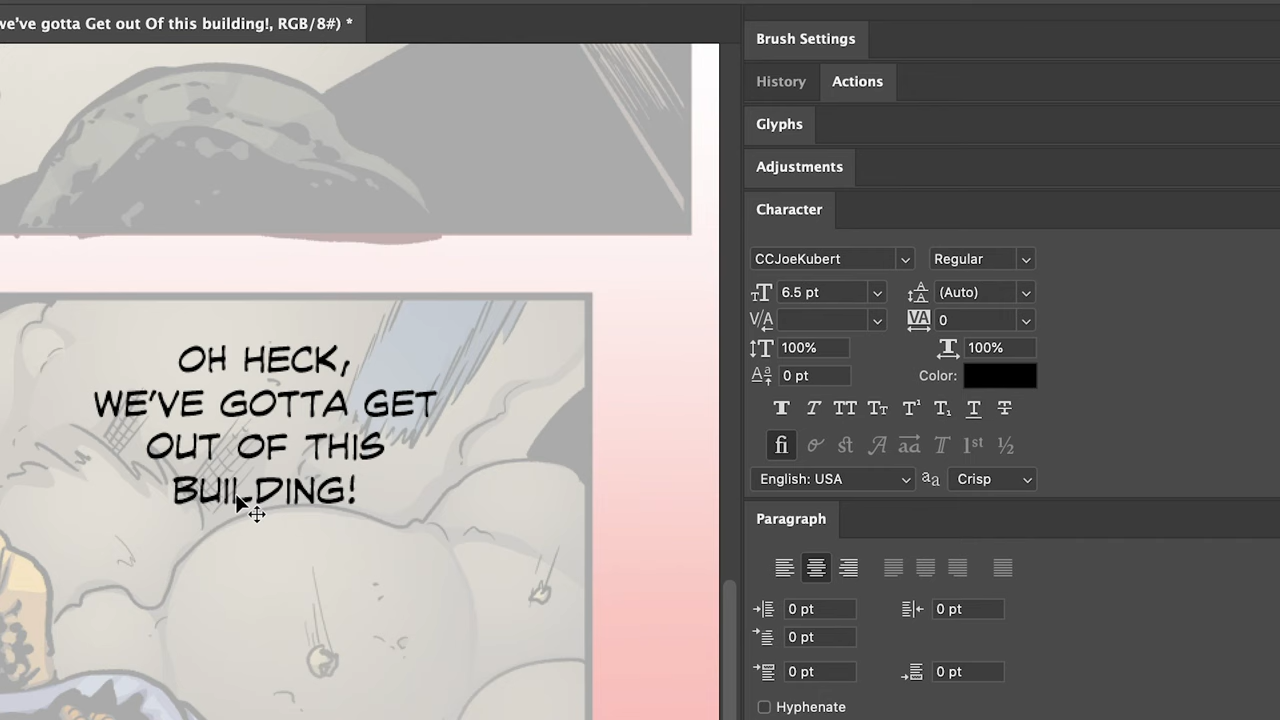 we've gotta Get out Of this building!, RGB/8#) *
Brush Settings
History Actions
Glyphs
Adjustments
Character
CCJoeKubert Regular
6.5 pt (Auto)
0
100% 100%
0 pt Color:
English: USA Crisp
Paragraph
0 pt 0 pt
0 pt
0 pt 0 pt
Hyphenate
OH HECK,
WE'VE GOTTA GET
OUT OF THIS
BUILDING!